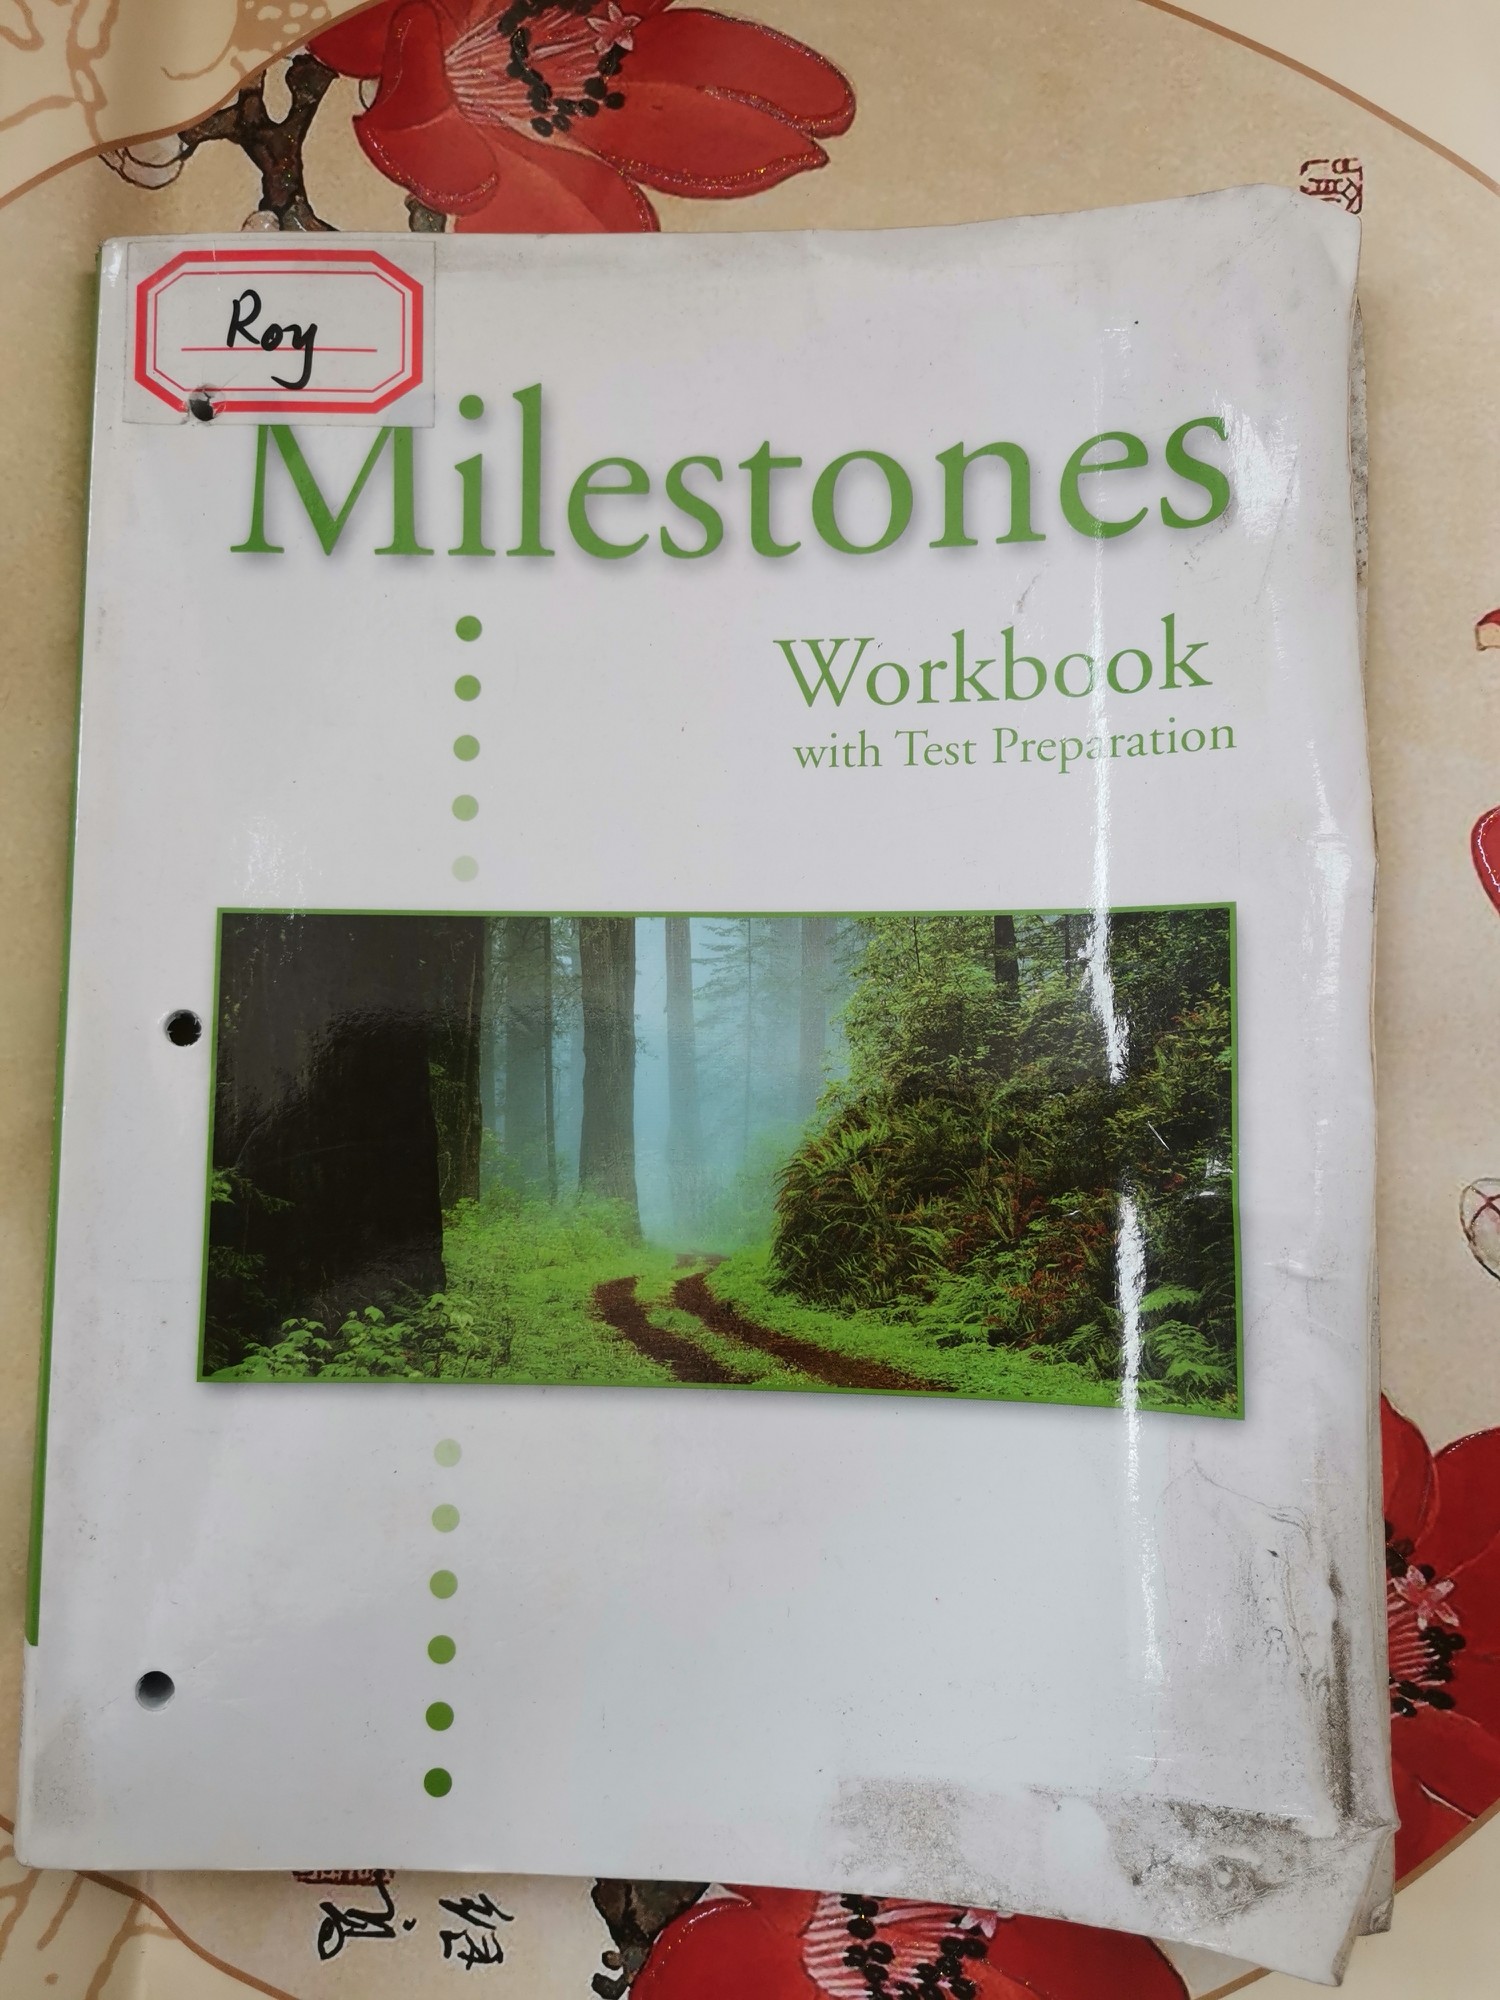 Roy
Milestones
Workbook
with Test Preparation